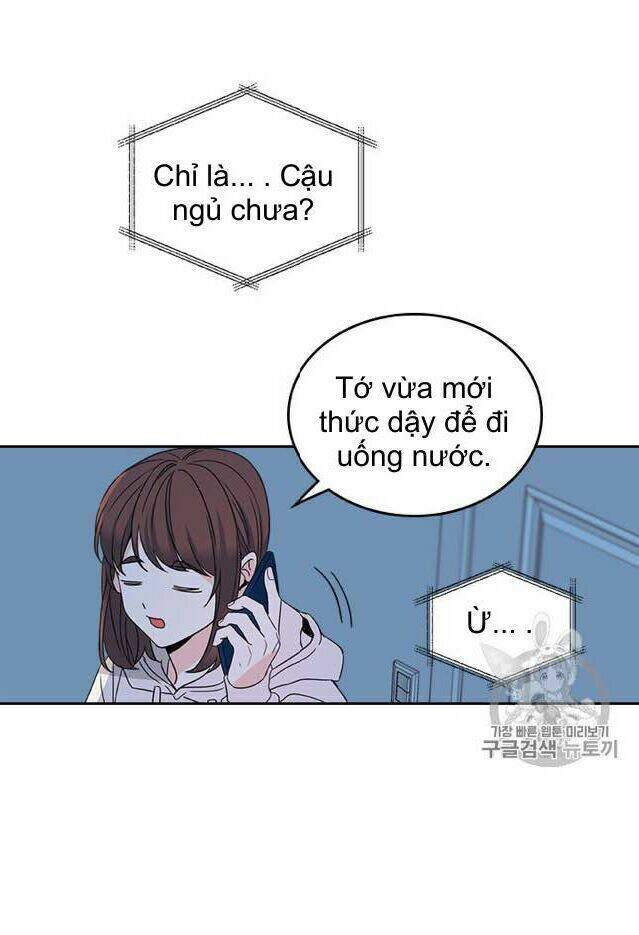 Chỉ là... . Cậu
ngủ chưa?
Tớ vừa mới
thức dậy để đi
uống nước.
Ừ... .
가장 빠른 웹툰 미리보기
구글검색 뉴토끼